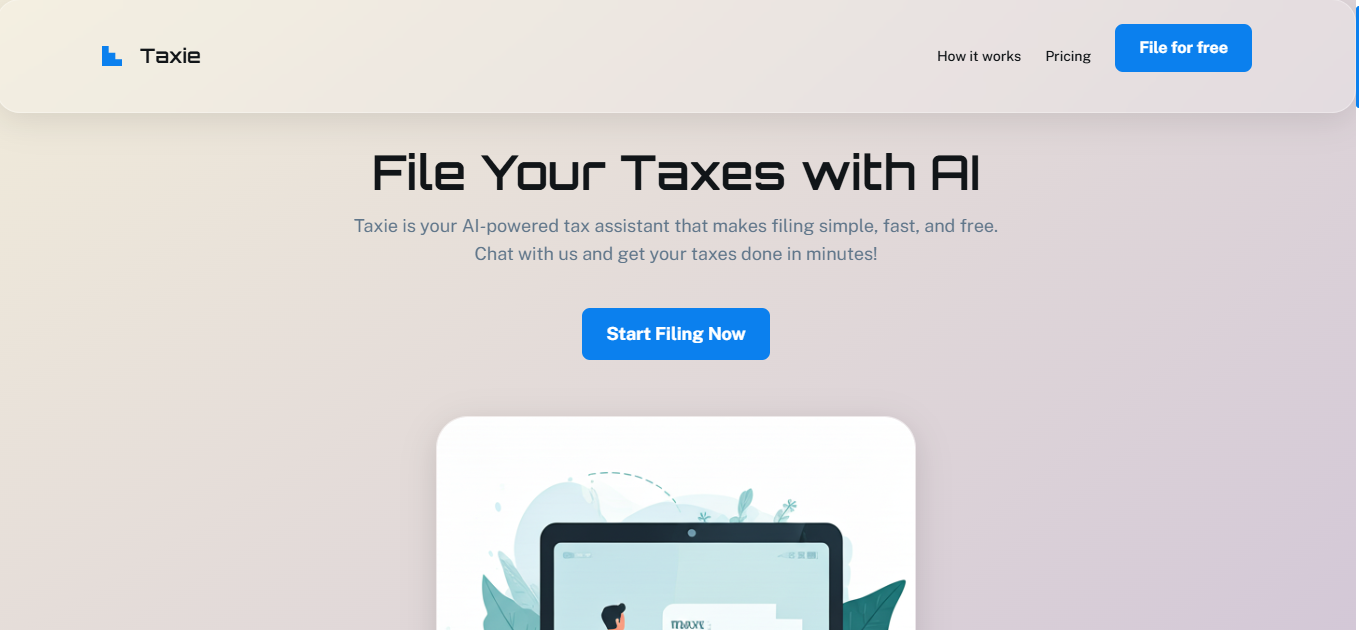 Taxie
How it works
Pricing
File for free
File Your Taxes with AI
Taxie is your AI-powered tax assistant that makes filing simple, fast, and free.
Chat with us and get your taxes done in minutes!
Start Filing Now